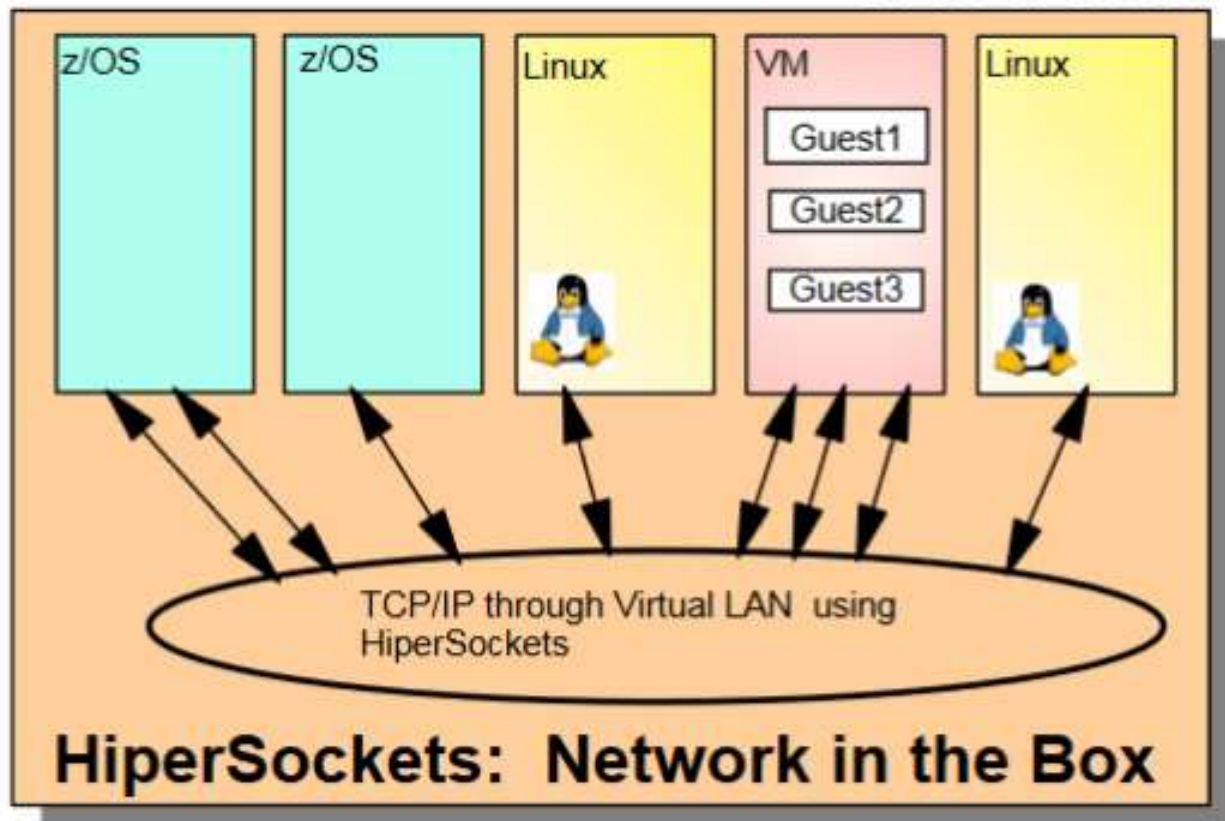 z/OS
z/OS
Linux
VM
Linux
Guest1
Guest2
Guest3
TCP/IP through Virtual LAN using
HiperSockets
HiperSockets: Network in the Box